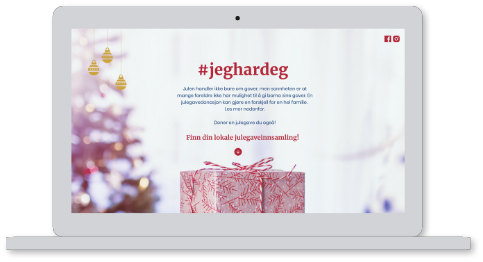 #jeghardeg
Julen handler ikke bare om gaver, men sannheten er at
mange foreldre ikke har mulighet til å gi barna sine gaver. En
julegavedonasjon kan gjøre en forskjell for en hel familie.
Les mer nedenfor.
Doner en julegave du også!
Finn din lokale julegaveinnsamling!